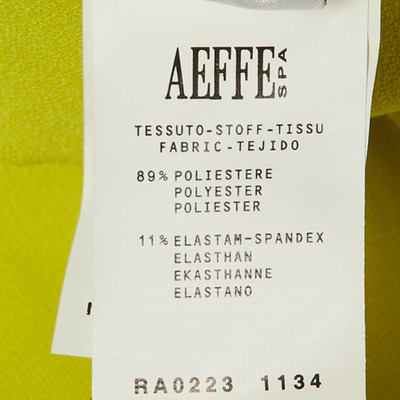 AEFFE SPA
TESSUTO-STOFF-TISSU
FABRIC-TEJIDO
89% POLIESTERE
POLYESTER
POLIESTER
11% ELASTAM-SPANDEX
ELASTHAN
EKASTHANNE
ELASTANO
RA0223 1134